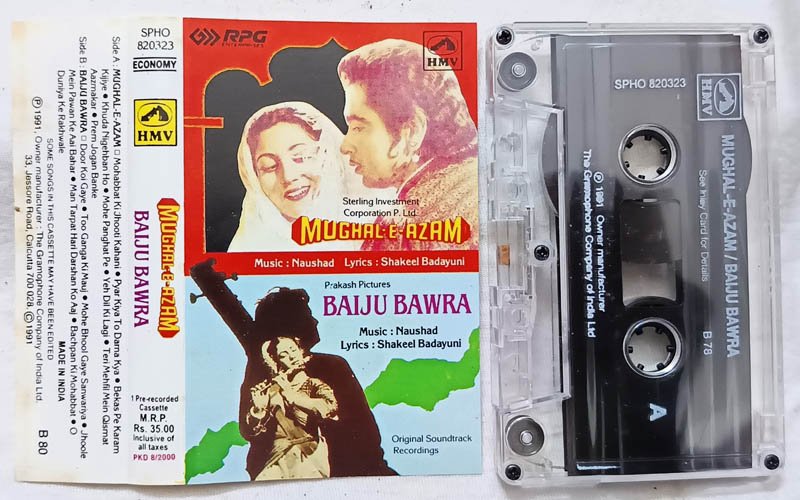 SPHO
820323
ECONOMY
HMV
MUGHAL-E-AZAM
BAIJU BAWRA
1 Pre-recorded
Cassette
M.R.P.
Rs. 35.00
Inclusive of
all taxes
PKD 8/2000
Side A : MUGHAL-E-AZAM □ Mohabbat Ki Jhooti Kahani • Pyar Kiya To Darna Kya • Bekas Pe Karam
Kijiye • Khuda Nigehban Ho • Mohe Panghat Pe • Yeh Dil Ki Lagi • Teri Mehfil Mein Qismat
Aazmakar • Prem Jogan Banke
Side B : BAIJU BAWRA □ Door Koi Gaye • Too Ganga Ki Mauj • Mohe Bhool Gaye Sanwariya • Jhoole
Mein Pawan Ke Aai Bahar • Man Tarpat Hari Darshan Ko Aaj • Bachpan Ki Mohabbat • O
Duniya Ke Rakhwale
SOME SONGS IN THIS CASSETTE MAY HAVE BEEN EDITED
MADE IN INDIA
℗ 1991, Owner manufacturer : The Gramophone Company of India Ltd.
33, Jessore Road, Calcutta 700 028. © 1991
B 80
RPG
ENTERPRISES
HMV
Sterling Investment
Corporation P. Ltd.
MUGHAL-E-AZAM
Music : Naushad Lyrics : Shakeel Badayuni
Prakash Pictures
BAIJU BAWRA
Music : Naushad
Lyrics : Shakeel Badayuni
Original Soundtrack
Recordings
SPHO 820323
HMV
MUGHAL-E-AZAM / BAIJU BAWRA
See Inlay Card for Details
B 78
℗ 1991 Owner manufacturer
The Gramophone Company of India Ltd
A